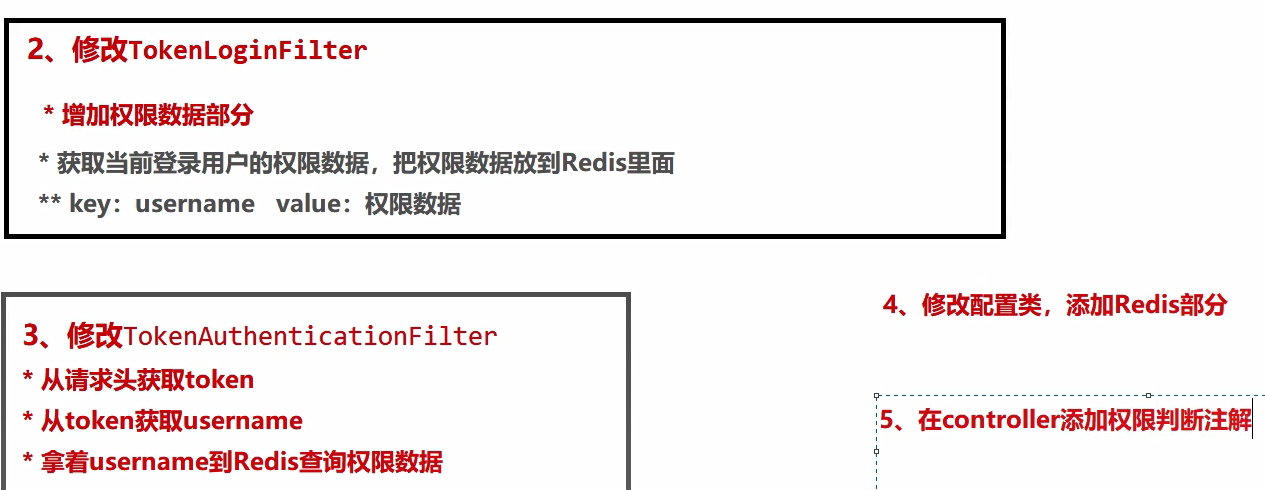 2、修改TokenLoginFilter
* 增加权限数据部分
* 获取当前登录用户的权限数据，把权限数据放到Redis里面
** key：username   value：权限数据
3、修改TokenAuthenticationFilter
* 从请求头获取token
* 从token获取username
* 拿着username到Redis查询权限数据
4、修改配置类，添加Redis部分
5、在controller添加权限判断注解